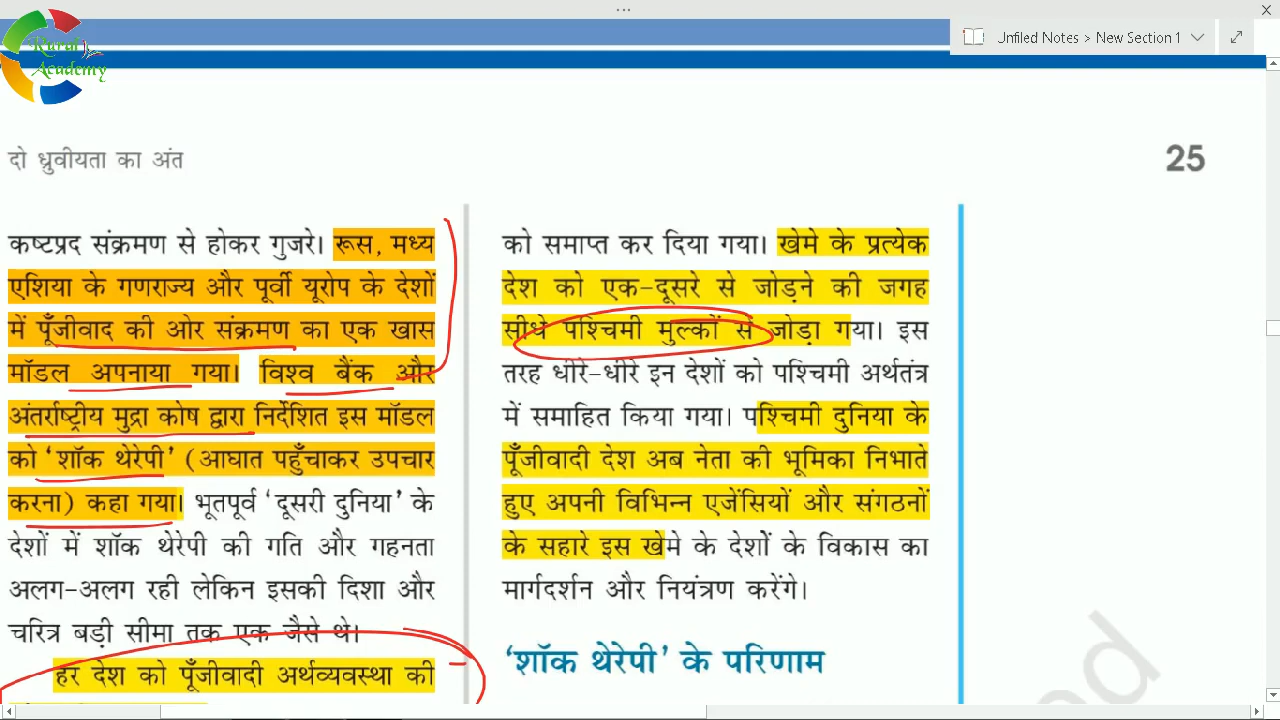 Unfiled Notes > New Section 1
Rural
Academy
दो ध्रुवीयता का अंत
25
कष्टप्रद संक्रमण से होकर गुजरे। रूस, मध्य
एशिया के गणराज्य और पूर्वी यूरोप के देशों
में पूँजीवाद की ओर संक्रमण का एक खास
मॉडल अपनाया गया। विश्व बैंक और
अंतर्राष्ट्रीय मुद्रा कोष द्वारा निर्देशित इस मॉडल
को ‘शॉक थेरेपी’ (आघात पहुँचाकर उपचार
करना) कहा गया। भूतपूर्व ‘दूसरी दुनिया’ के
देशों में शॉक थेरेपी की गति और गहनता
अलग-अलग रही लेकिन इसकी दिशा और
चरित्र बड़ी सीमा तक एक जैसे थे।
हर देश को पूँजीवादी अर्थव्यवस्था की
को समाप्त कर दिया गया। खेमे के प्रत्येक
देश को एक-दूसरे से जोड़ने की जगह
सीधे पश्चिमी मुल्कों से जोड़ा गया। इस
तरह धीरे-धीरे इन देशों को पश्चिमी अर्थतंत्र
में समाहित किया गया। पश्चिमी दुनिया के
पूँजीवादी देश अब नेता की भूमिका निभाते
हुए अपनी विभिन्न एजेंसियों और संगठनों
के सहारे इस खेमे के देशों के विकास का
मार्गदर्शन और नियंत्रण करेंगे।
‘शॉक थेरेपी’ के परिणाम